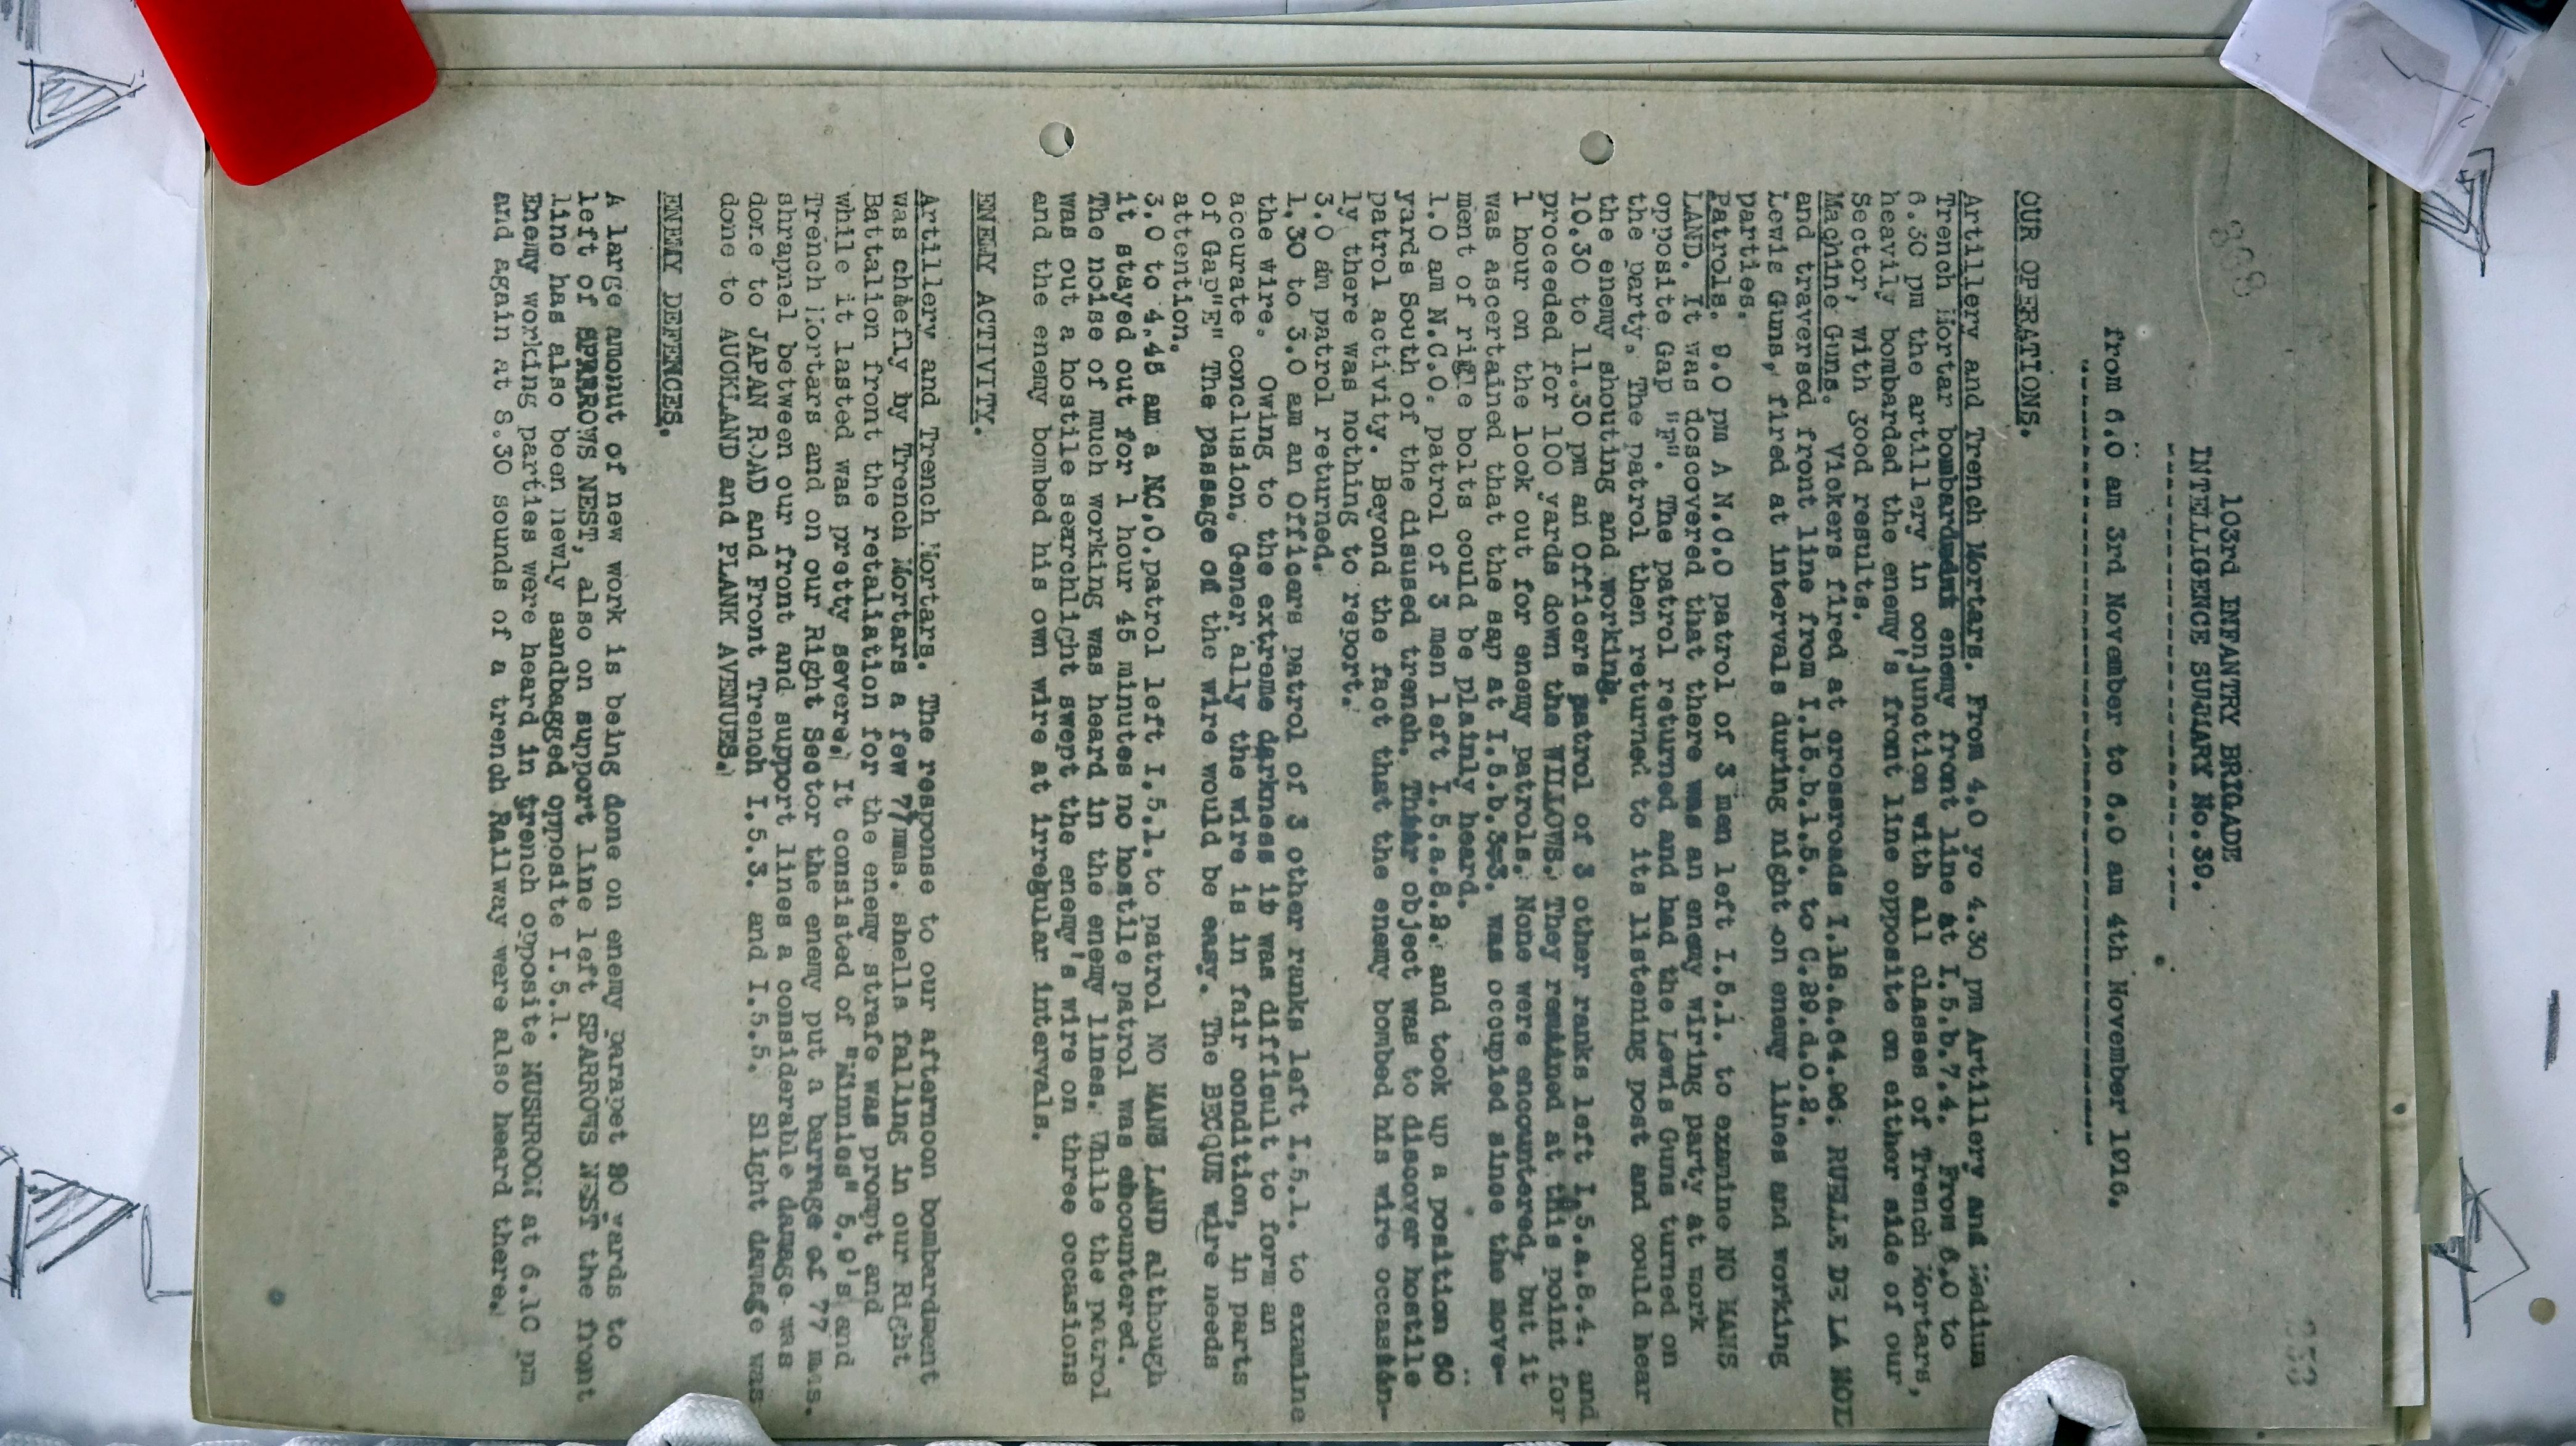 368
103rd INFANTRY BRIGADE
INTELLIGENCE SUMMARY No.39.
from 6.0 am 3rd November to 6.0 am 4th November 1916.
OUR OPERATIONS.
Artillery and Trench Mortars. From 4.0 yo 4.30 pm Artillery and Medium
Trench Mortar bombardment enemy front line at I.5.b.7.4. From 6.0 to
6.30 pm the artillery in conjunction with all classes of Trench Mortars,
heavily bombarded the enemy's front line opposite on either side of our
Sector, with good results.
Machine Guns. Vickers fired at crossroads I.18.a.64.96. RUELLE DE LA NOL
and traversed front line from I.15.b.1.5. to C.29.d.0.2.
Lewis Guns, fired at intervals during night on enemy lines and working
parties.
Patrols. 9.0 pm A N.C.O patrol of 3 men left I.5.1. to examine NO MANS
LAND. It was dcscovered that there was an enemy wiring party at work
opposite Gap "F". The patrol returned and had the Lewis Guns turned on
the party. The patrol then returned to its listening post and could hear
the enemy shouting and working.
10.30 to 11.30 pm an Officers patrol of 3 other ranks left I.5.a.8.4. and
proceeded for 100 yards down the WILLOWS. They remained at this point for
1 hour on the look out for enemy patrols. None were encountered, but it
was ascertained that the sap at I.5.b.3-3. was occupied since the move-
ment of rigle bolts could be plainly heard.
1.0 am N.C.O. patrol of 3 men left I.5.a.8.2. and took up a position 60
yards South of the disused trench. Their object was to discover hostile
patrol activity. Beyond the fact that the enemy bombed his wire occasion-
ly there was nothing to report.
3.0 am patrol returned.
1.30 to 3.0 am an Officers patrol of 3 other ranks left I.5.1. to examine
the wire. Owing to the extreme darkness it was difficult to form an
accurate conclusion, Gener ally the wire is in fair condition, in parts
of Gap"E" The passage of the wire would be easy. The BECQUE wire needs
attention.
3.0 to 4.45 am a N.C.O.patrol left I.5.1.to patrol NO MANS LAND although
it stayed out for 1 hour 45 minutes no hostile patrol was encountered.
The noise of much working was heard in the enemy lines. While the patrol
was out a hostile searchlight swept the enemy's wire on three occasions
and the enemy bombed his own wire at irregular intervals.
ENEMY ACTIVITY.
Artillery and Trench Mortars. The response to our afternoon bombardment
was chiefly by Trench Mortars a few 77mms. shells falling in our Right
Battalion front the retaliation for the enemy strafe was prompt and
while it lasted was pretty severe. It consisted of "Minnies" 5.9's and
Trench Mortars and on our Right Sector the enemy put a barrage of 77 mms.
shrapnel between our front and support lines a considerable damage was
done to JAPAN ROAD and Front Trench I.5.3. and I.5.5. Slight damage was
done to AUCKLAND and PLANK AVENUES.
ENEMY DEFENCES.
A large amonut of new work is being done on enemy parapet 20 yards to
left of SPARROWS NEST, also on support line left SPARROWS NEST the front
line has also been newly sandbagged opposite I.5.1.
Enemy working parties were heard in trench opposite MUSHROOM at 6.10 pm
and again at 8.30 sounds of a trench Railway were also heard there.